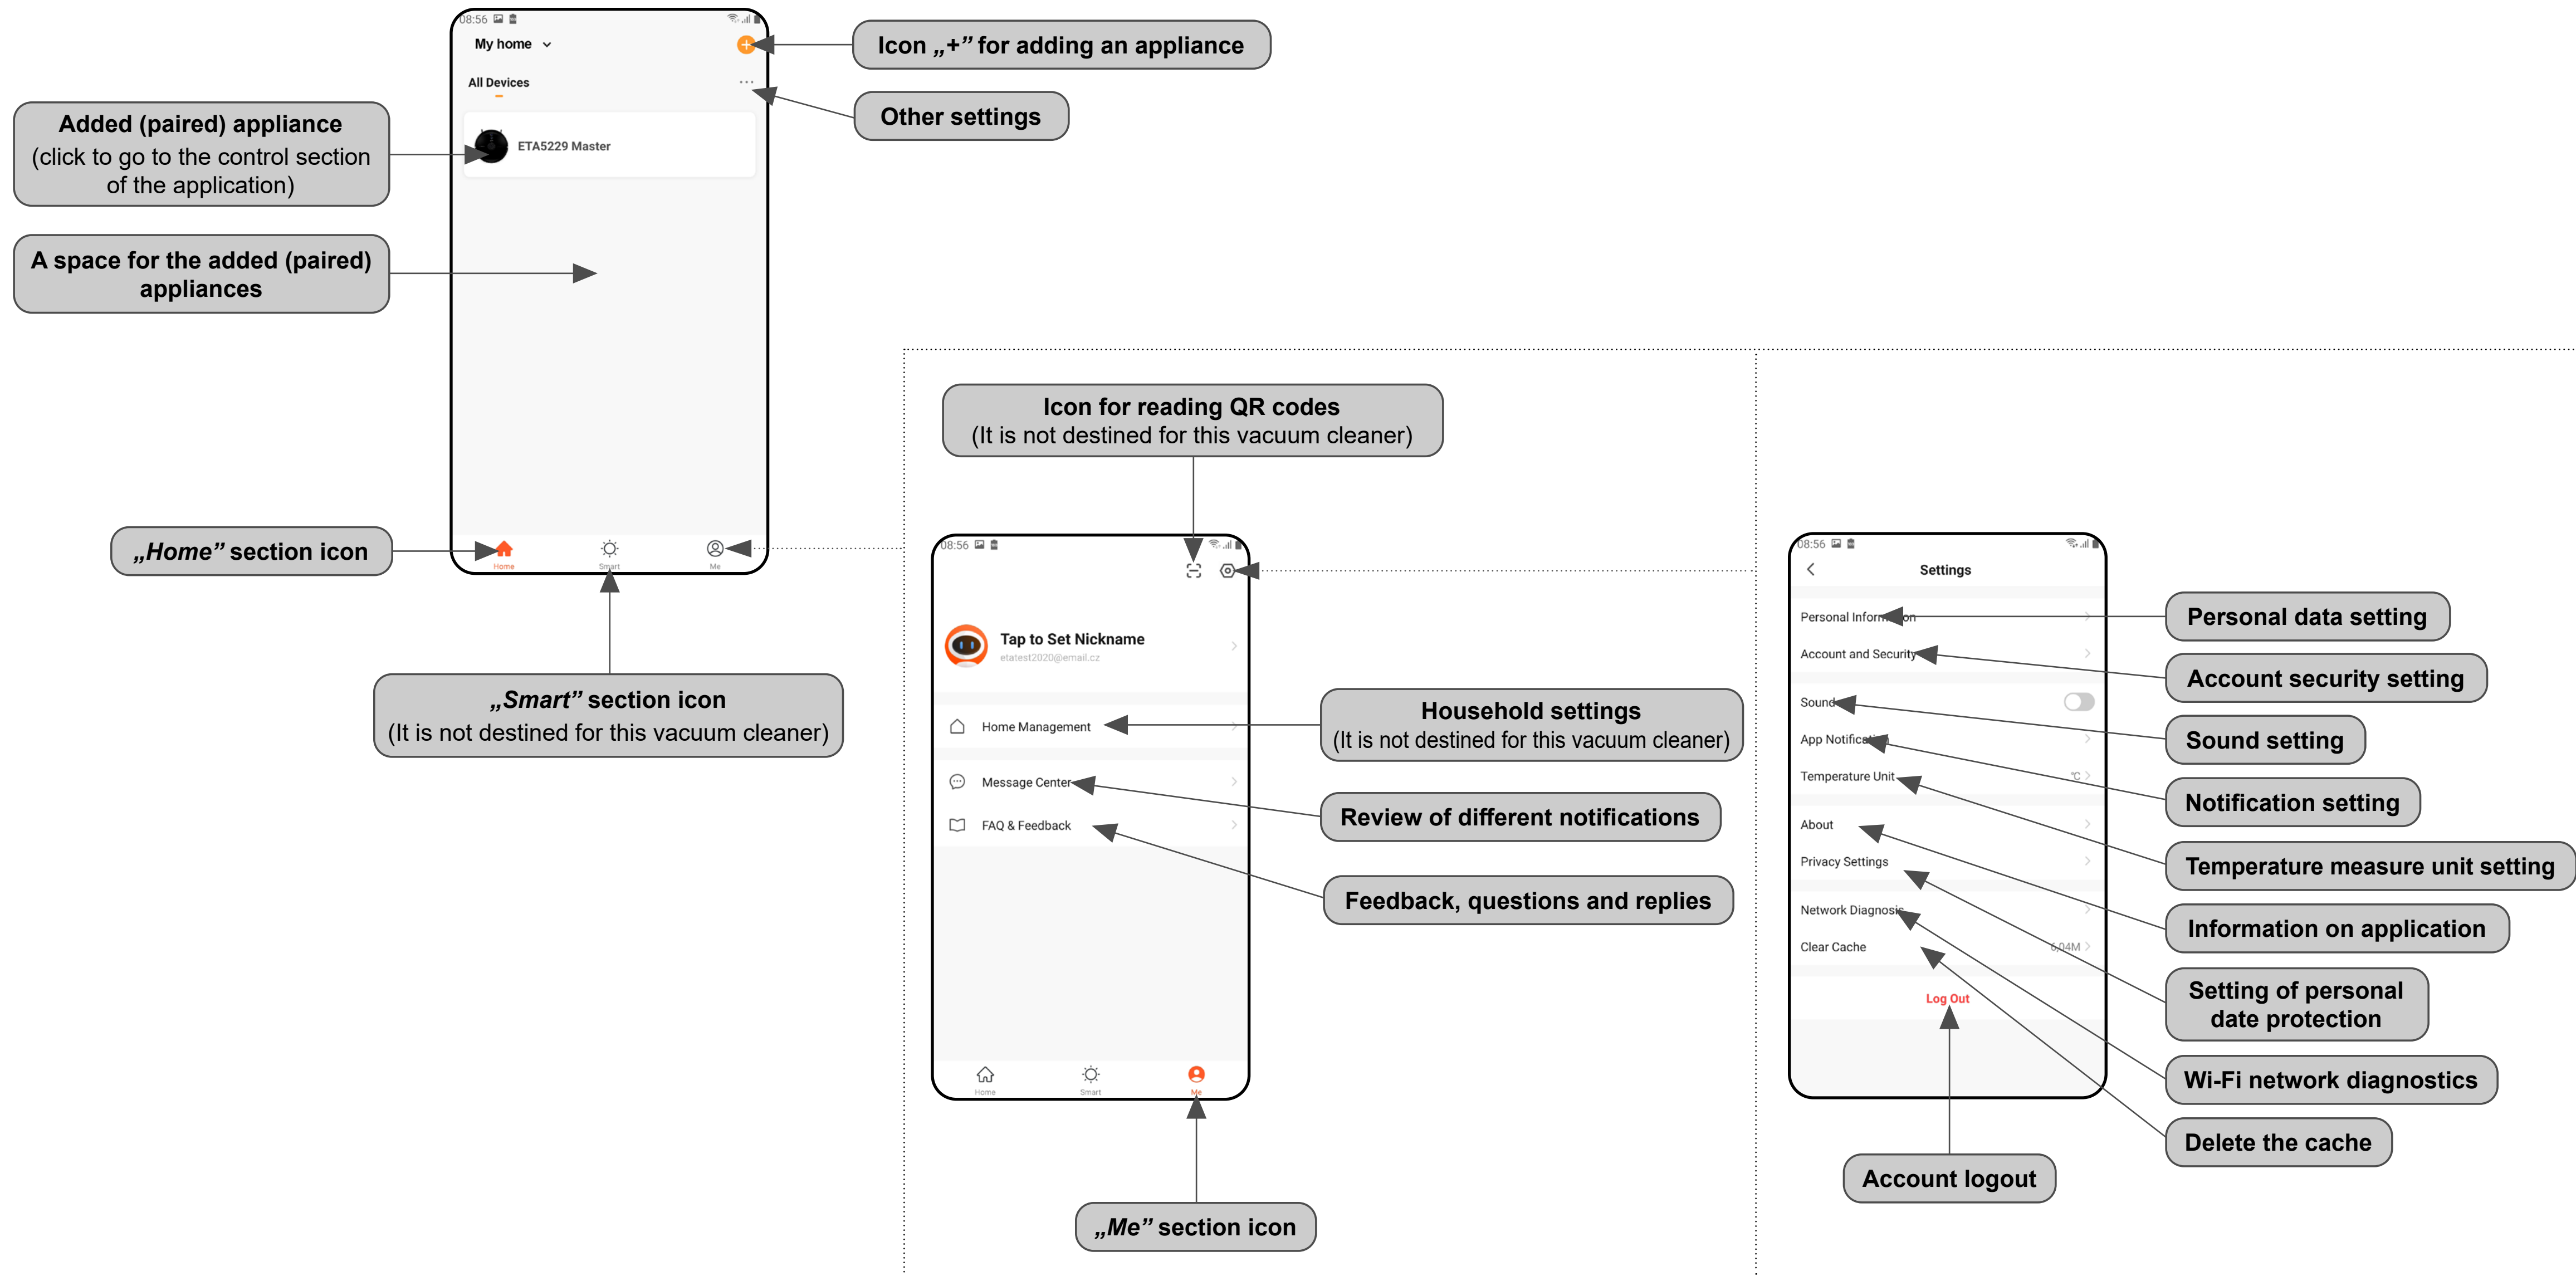 08:56
My home
Icon „+” for adding an appliance
All Devices
Other settings
Added (paired) appliance
(click to go to the control section
of the application)
ETA5229 Master
A space for the added (paired)
appliances
„Home” section icon
Home
Smart
Me
„Smart” section icon
(It is not destined for this vacuum cleaner)
Icon for reading QR codes
(It is not destined for this vacuum cleaner)
08:56
Tap to Set Nickname
etatest2020@email.cz
Home Management
Household settings
(It is not destined for this vacuum cleaner)
Message Center
Review of different notifications
FAQ & Feedback
Feedback, questions and replies
Home
Smart
Me
„Me” section icon
08:56
Settings
Personal Information
Personal data setting
Account and Security
Account security setting
Sound
Sound setting
App Notification
Notification setting
Temperature Unit
°C
Temperature measure unit setting
About
Information on application
Privacy Settings
Setting of personal
date protection
Network Diagnosis
Wi-Fi network diagnostics
Clear Cache
6,04M
Delete the cache
Log Out
Account logout